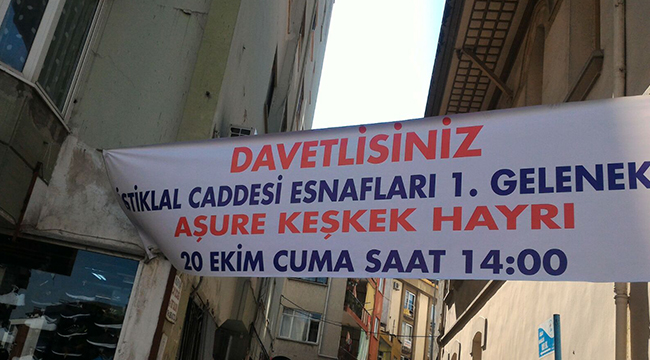 DAVETLİSİNİZ
İSTİKLAL CADDESİ ESNAFLARI 1. GELENEK
AŞURE KEŞKEK HAYRI
20 EKİM CUMA SAAT 14:00